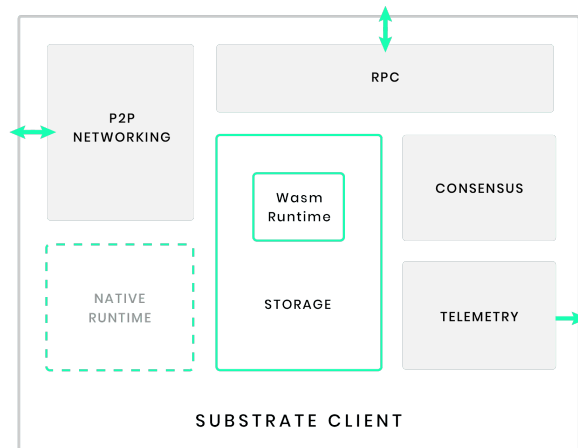 RPC
P2P
NETWORKING
CONSENSUS
Wasm
Runtime
STORAGE
NATIVE
RUNTIME
TELEMETRY
SUBSTRATE CLIENT